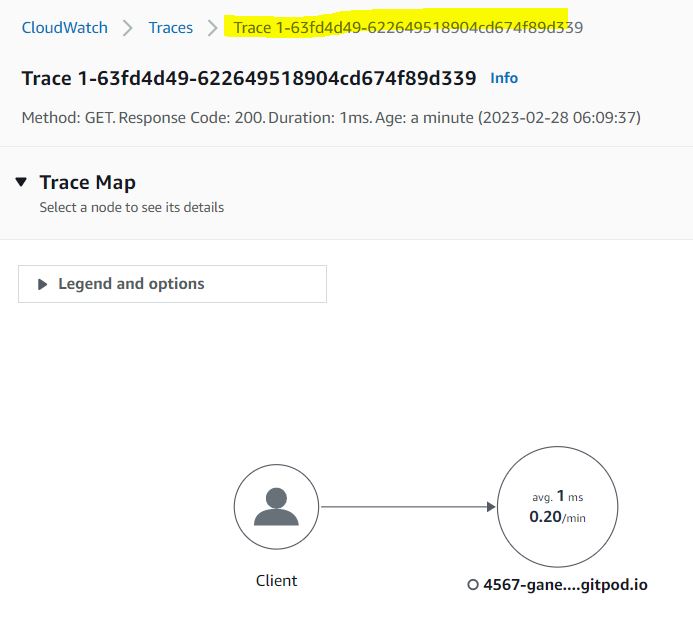 CloudWatch > Traces > Trace 1-63fd4d49-622649518904cd674f89d339
Trace 1-63fd4d49-622649518904cd674f89d339 Info
Method: GET. Response Code: 200. Duration: 1ms. Age: a minute (2023-02-28 06:09:37)
Trace Map
Select a node to see its details
Legend and options
avg. 1 ms
0.20/min
Client
4567-gane....gitpod.io